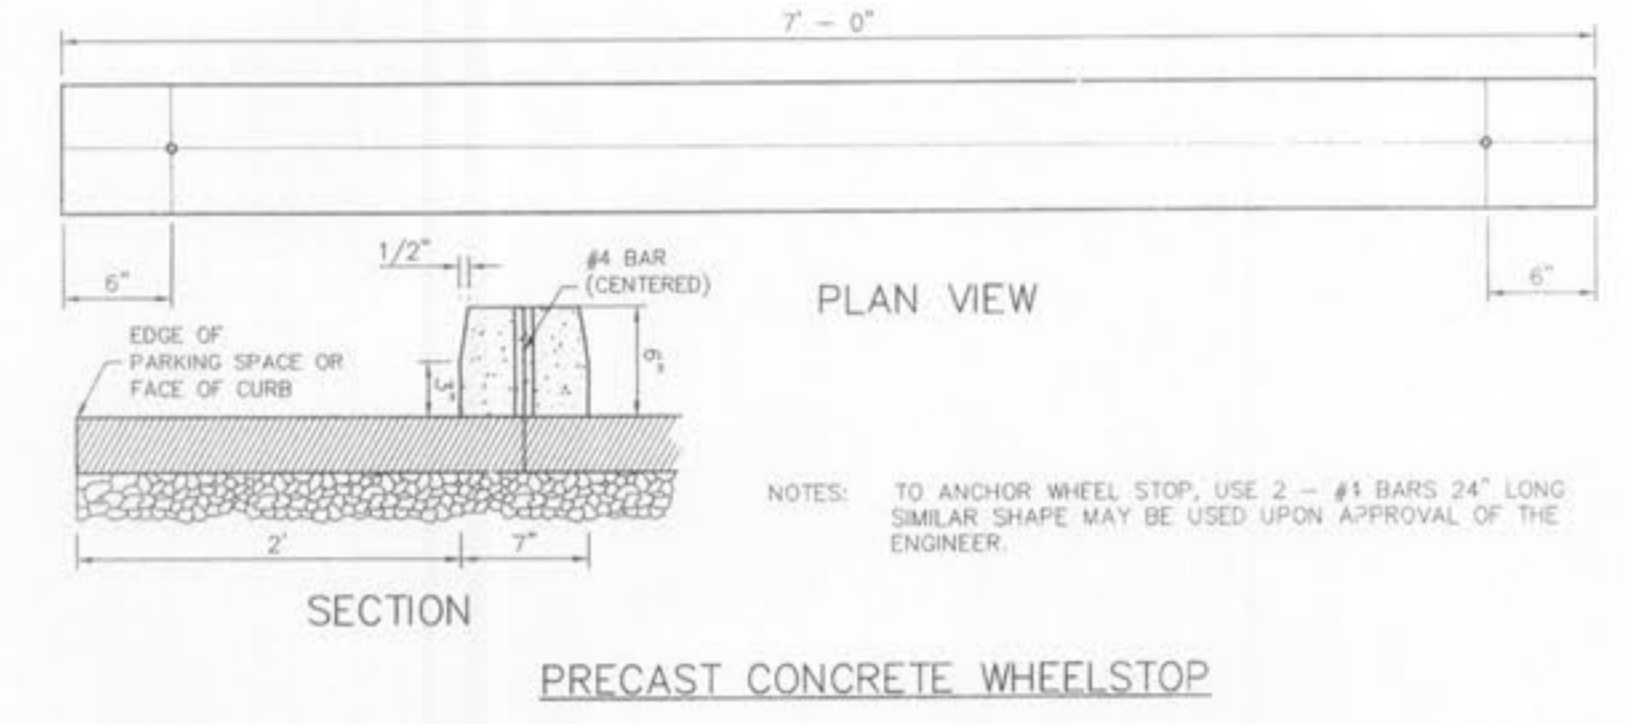 7' - 0"
1/2"
#4 BAR
(CENTERED)
6"
PLAN VIEW
6"
EDGE OF
PARKING SPACE OR
FACE OF CURB
3"
6"
NOTES: TO ANCHOR WHEEL STOP, USE 2 - #4 BARS 24" LONG
SIMILAR SHAPE MAY BE USED UPON APPROVAL OF THE
ENGINEER.
2'
7"
SECTION
PRECAST CONCRETE WHEELSTOP